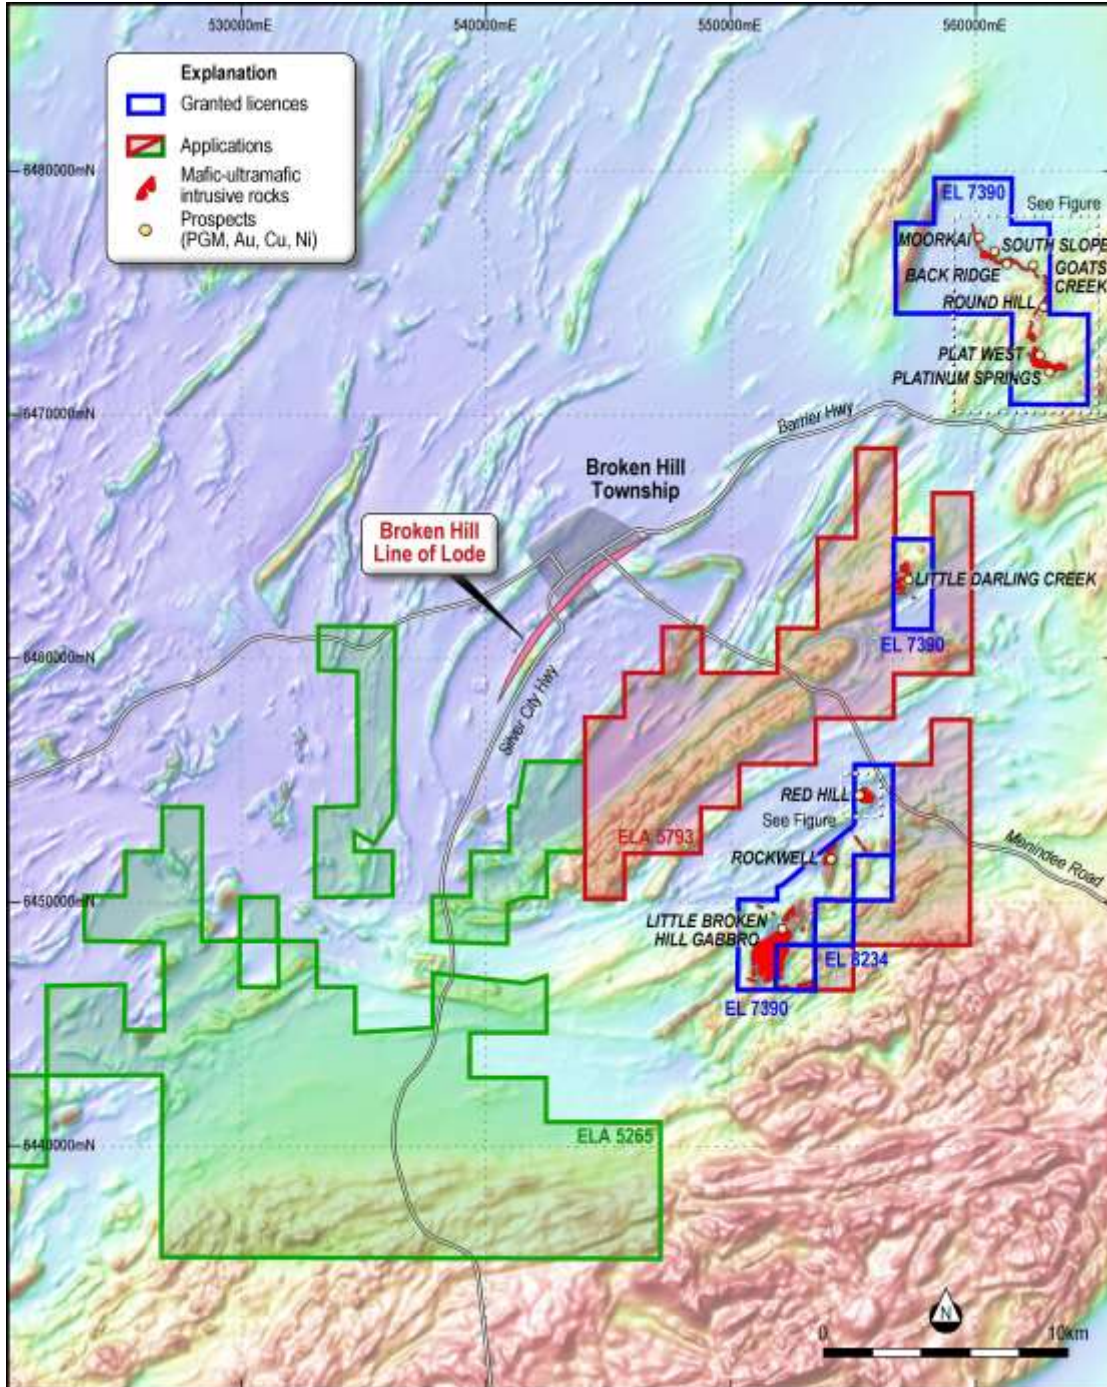 530000mE
540000mE
550000mE
560000mE
Explanation
Granted licences
Applications
Mafic-ultramafic
intrusive rocks
Prospects
(PGM, Au, Cu, Ni)
6480000mN
EL 7390
See Figure
MOORKAI
SOUTH SLOPE
BACK RIDGE
GOATS
CREEK
ROUND HILL
PLAT WEST
PLATINUM SPRINGS
6470000mN
Barrier Hwy
Broken Hill
Township
Broken Hill
Line of Lode
LITTLE DARLING CREEK
EL 7390
6460000mN
Silver City Hwy
RED HILL
See Figure
ELA 5793
ROCKWELL
Menindee Road
6450000mN
LITTLE BROKEN
HILL GABBRO
EL 8234
EL 7390
6440000mN
ELA 5265
N
0
10km